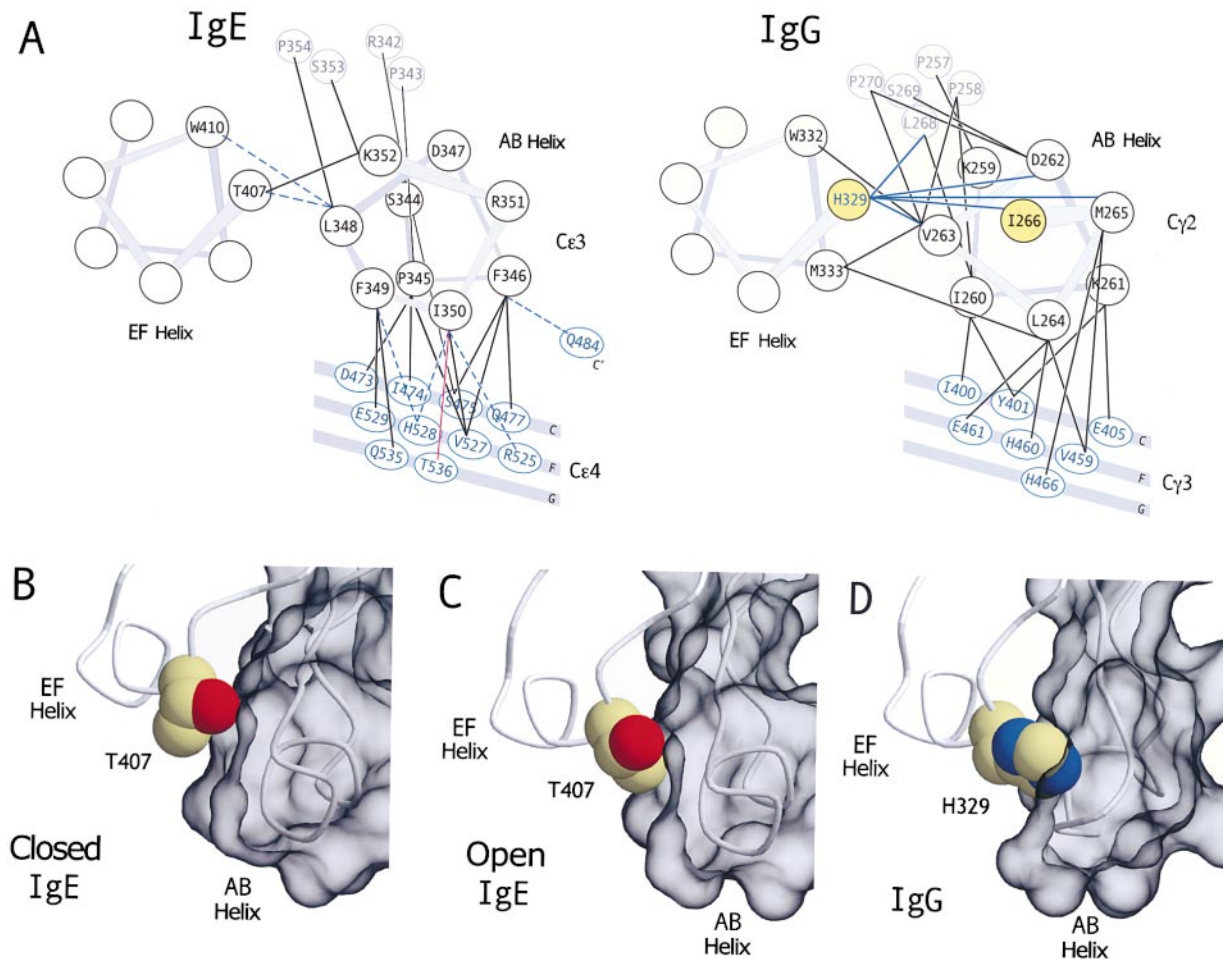 A
IgE
IgG
P354
S353
R342
P343
W410
K352
D347
AB Helix
T407
S344
R351
L348
Cε3
F349
P345
F346
I350
EF Helix
Q484
C'
D473
I474
S475
Q477
C
E529
H528
V527
R525
F
Q535
T536
Cε4
G
P257
P270
S269
P258
L268
AB Helix
W332
K259
D262
H329
I266
M265
V263
Cγ2
M333
K261
I260
L264
EF Helix
I400
Y401
E405
C
E461
H460
V459
F
H466
Cγ3
G
B
EF
Helix
T407
Closed
IgE
AB
Helix
C
EF
Helix
T407
Open
IgE
AB
Helix
D
EF
Helix
H329
IgG
AB
Helix